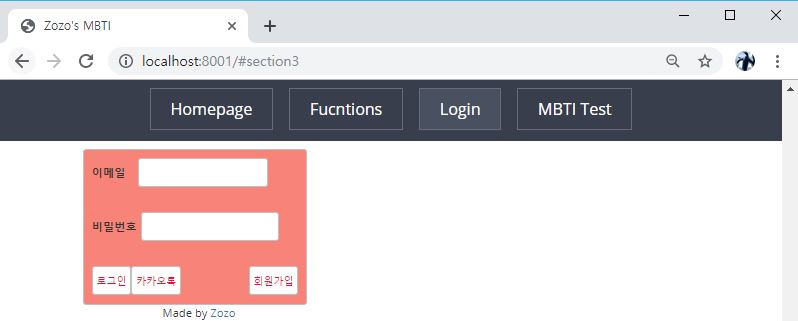 Zozo's MBTI
localhost:8001/#section3
Homepage Fucntions Login MBTI Test
이메일
비밀번호
로그인 카카오톡 회원가입
Made by Zozo